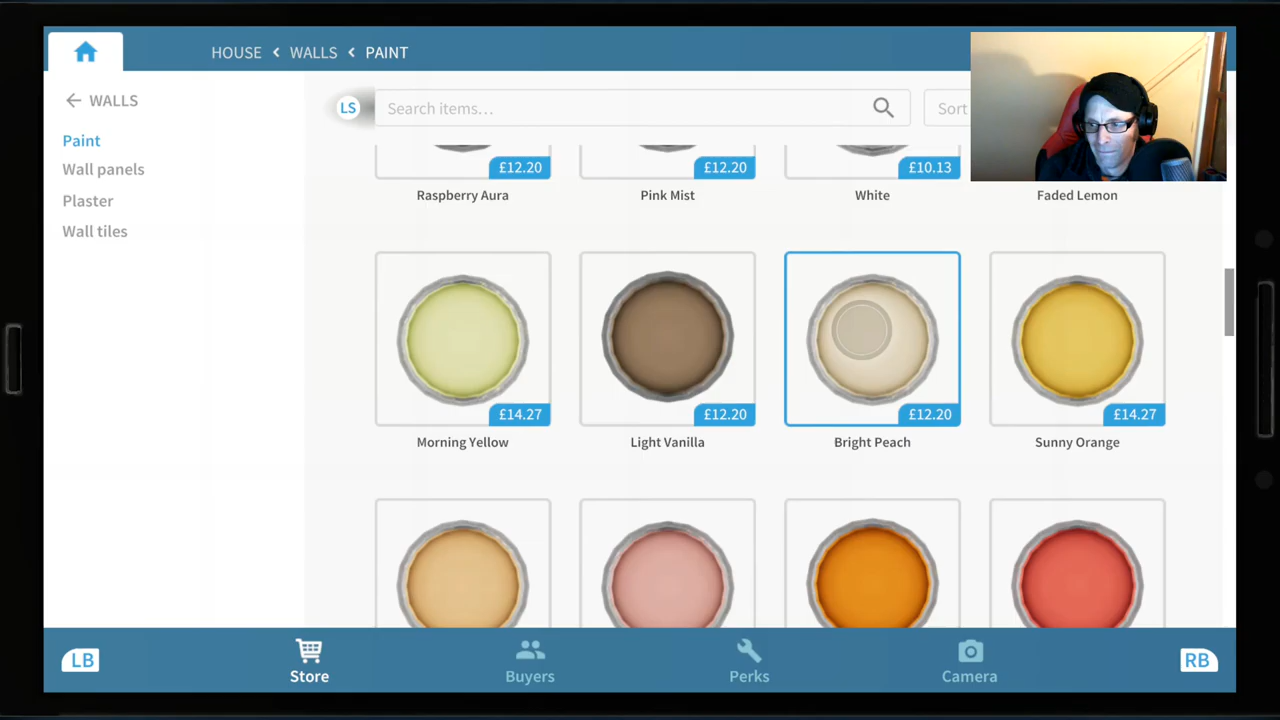 HOUSE < WALLS < PAINT
WALLS
LS Search items... Sort
Paint
Wall panels
Plaster
Wall tiles
£12.20 £12.20 £10.13
Raspberry Aura Pink Mist White Faded Lemon
£14.27 £12.20 £12.20 £14.27
Morning Yellow Light Vanilla Bright Peach Sunny Orange
LB Store Buyers Perks Camera RB